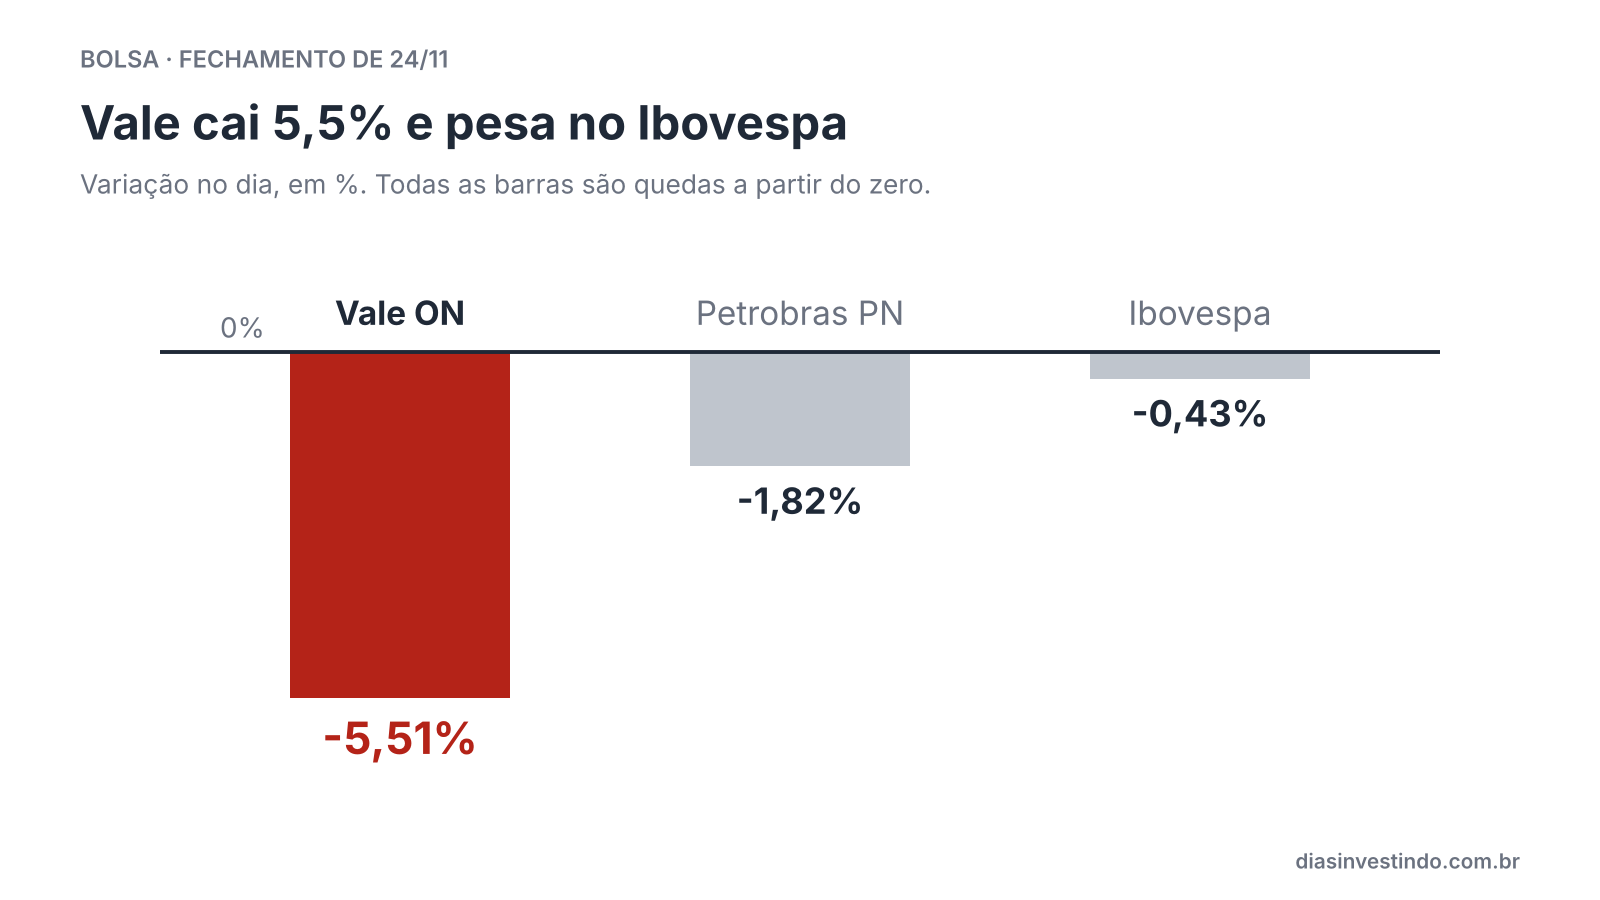 BOLSA · FECHAMENTO DE 24/11
Vale cai 5,5% e pesa no Ibovespa
Variação no dia, em %. Todas as barras são quedas a partir do zero.
0%
Vale ON
Petrobras PN
Ibovespa
-0,43%
-1,82%
-5,51%
diasinvestindo.com.br